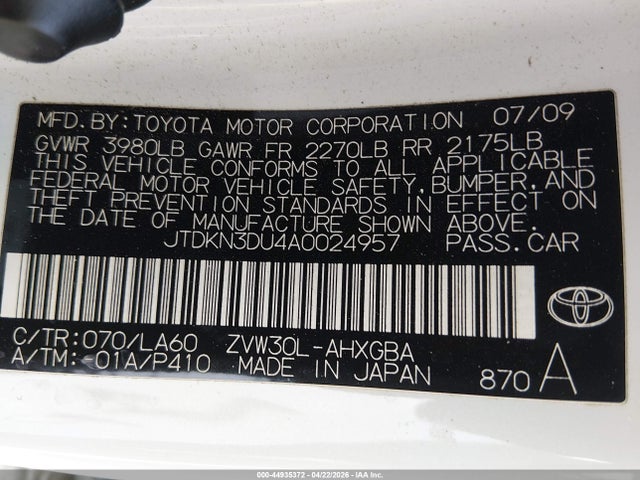 MFD.BY:TOYOTA MOTOR CORPORATION 07/09
GVWR 3980LB GAWR FR 2270LB RR 2175LB
THIS VEHICLE CONFORMS TO ALL APPLICABLE
FEDERAL MOTOR VEHICLE SAFETY,BUMPER,AND
THEFT PREVENTION STANDARDS IN EFFECT ON
THE DATE OF MANUFACTURE SHOWN ABOVE.
JTDKN3DU4A0024957 PASS.CAR
C/TR:070/LA60 ZVW30L-AHXGBA
A/TM:-01A/P410 MADE IN JAPAN 870 A
TOYOTA
000-44935372 - 04/22/2026 - IAA Inc.